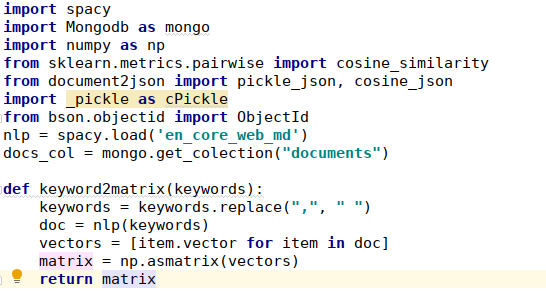 import spacy
import Mongodb as mongo
import numpy as np
from sklearn.metrics.pairwise import cosine_similarity
from document2json import pickle_json, cosine_json
import _pickle as cPickle
from bson.objectid import ObjectId
nlp = spacy.load('en_core_web_md')
docs_col = mongo.get_colection("documents")
def keyword2matrix(keywords):
    keywords = keywords.replace(",", " ")
    doc = nlp(keywords)
    vectors = [item.vector for item in doc]
    matrix = np.asmatrix(vectors)
    return matrix